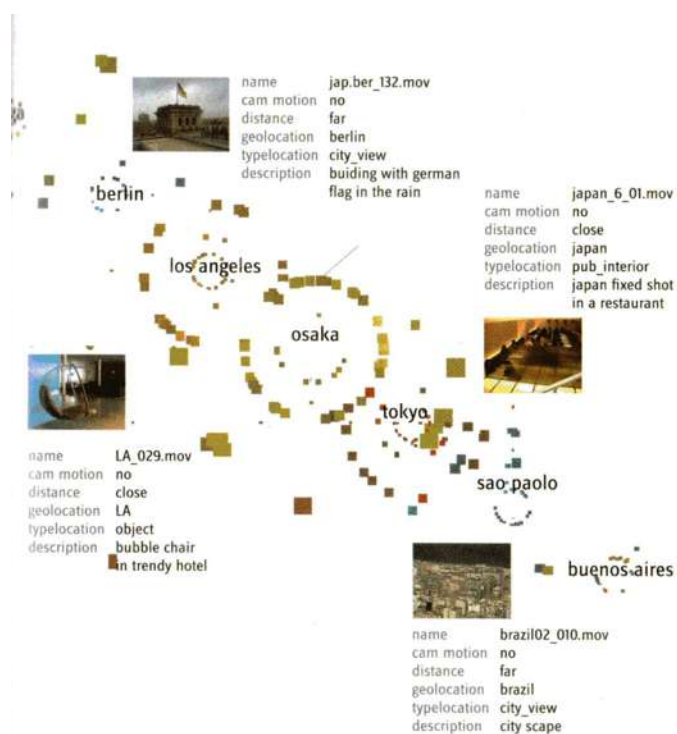 name jap.ber_132.mov
cam motion no
distance far
geolocation berlin
typelocation city_view
description buiding with german
flag in the rain
berlin
name japan_6_01.mov
cam motion no
distance close
geolocation japan
typelocation pub_interior
description japan fixed shot
in a restaurant
los angeles
osaka
tokyo
name LA_029.mov
cam motion no
distance close
geolocation LA
typelocation object
description bubble chair
in trendy hotel
sao paolo
buenos aires
name brazil02_010.mov
cam motion no
distance far
geolocation brazil
typelocation city_view
description city scape